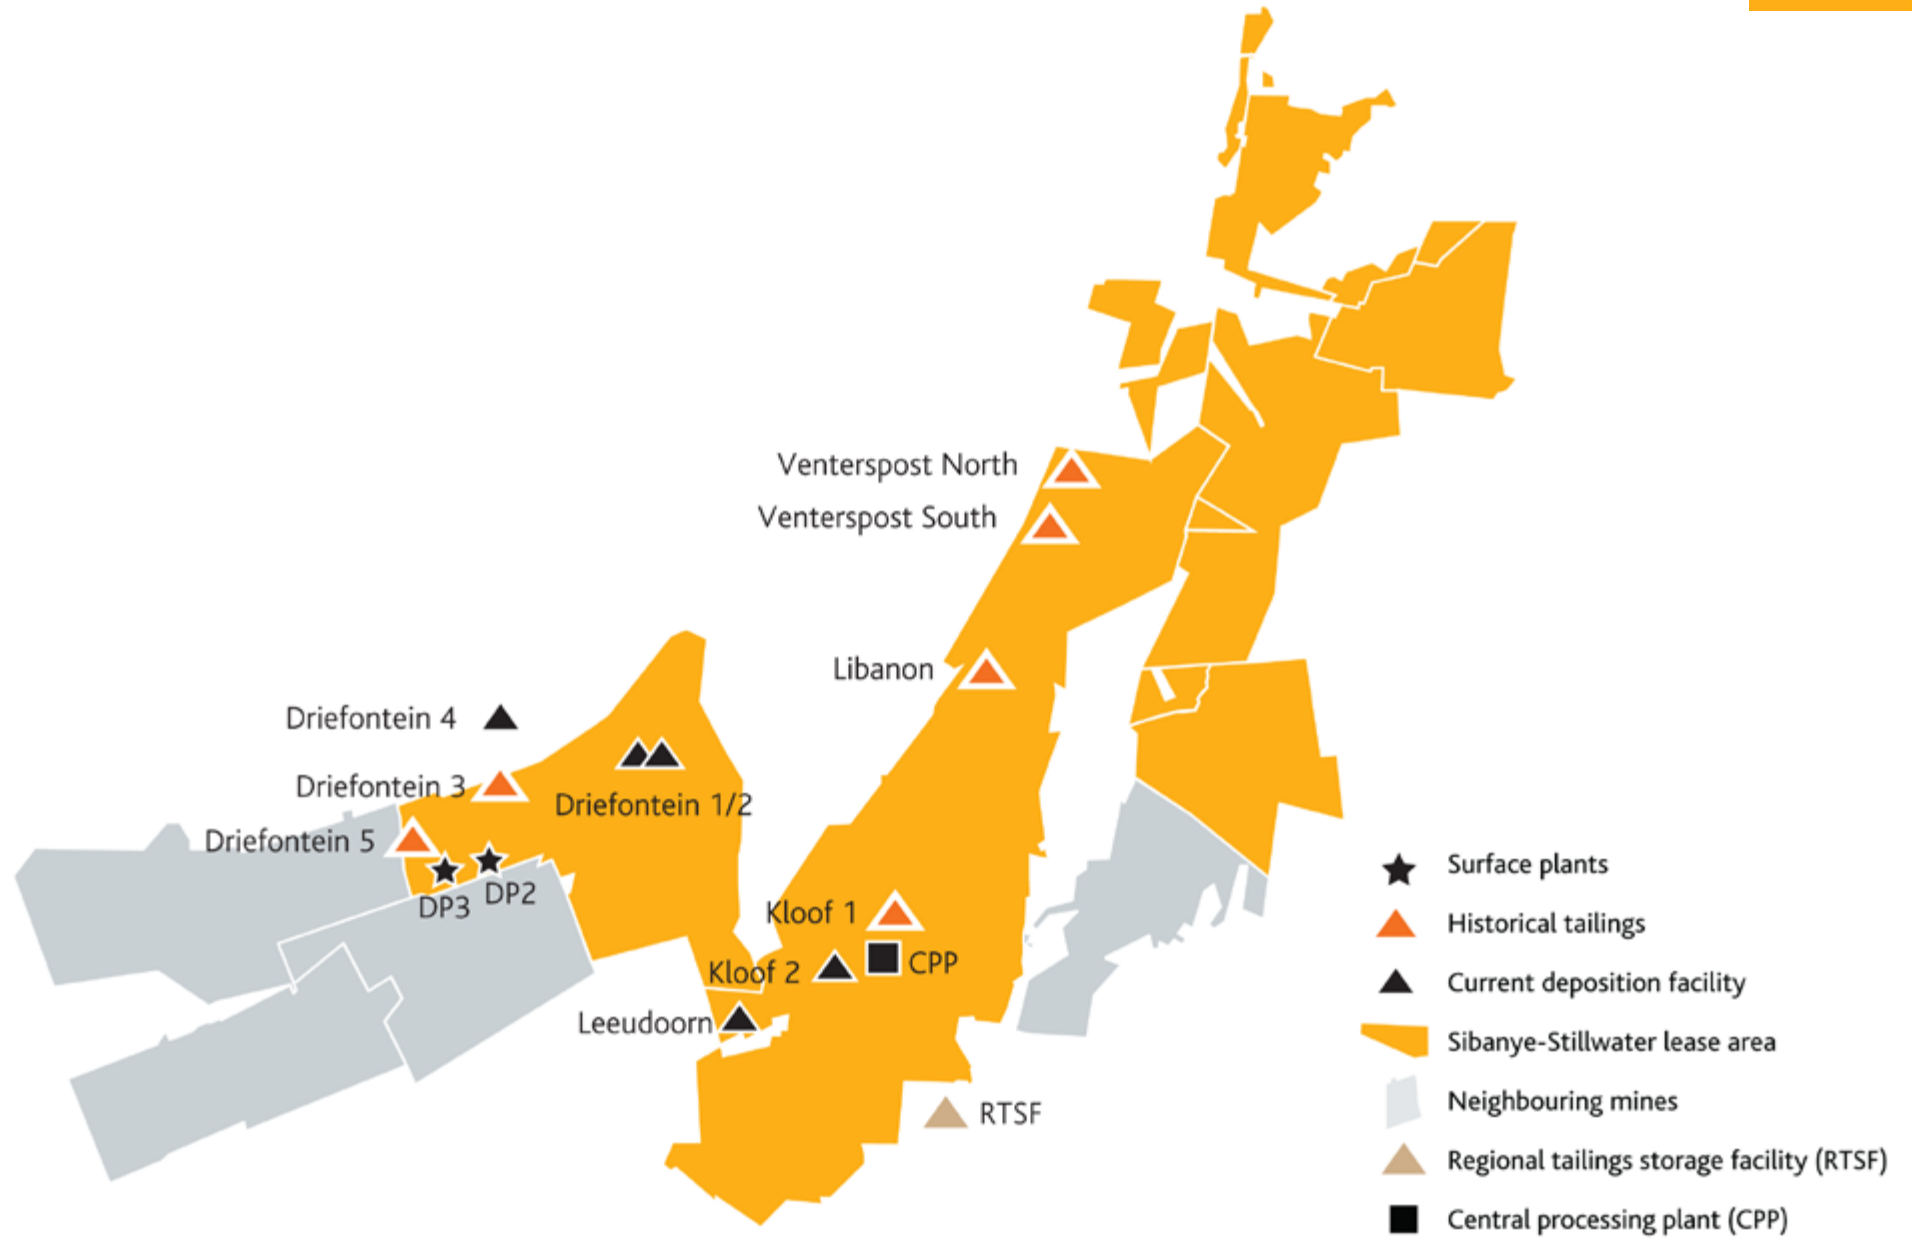 Venterspost North
Venterspost South
Libanon
Driefontein 4
Driefontein 3
Driefontein 1/2
Driefontein 5
DP3
DP2
Kloof 1
Kloof 2
CPP
Leeudoorn
RTSF
Surface plants
Historical tailings
Current deposition facility
Sibanye-Stillwater lease area
Neighbouring mines
Regional tailings storage facility (RTSF)
Central processing plant (CPP)